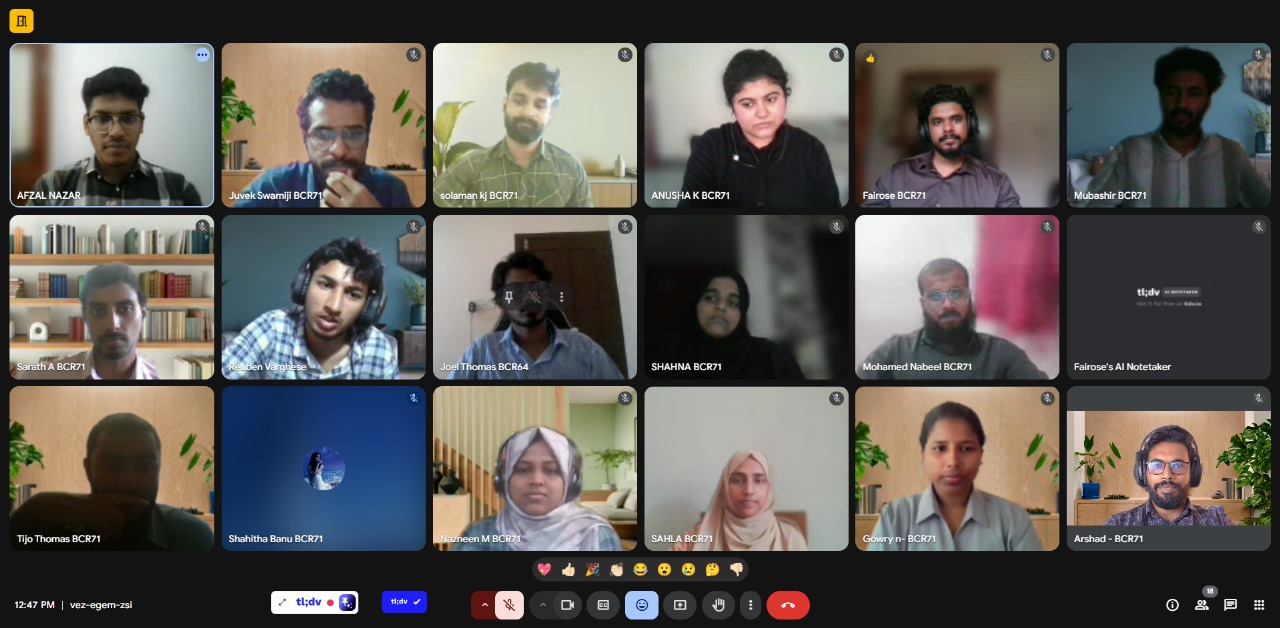 AFZAL NAZAR
Juvek Swamiji BCR71
solaman kj BCR71
ANUSHA K BCR71
Fairose BCR71
Mubashir BCR71
Sarath A BCR71
Reuben Varghese
Joel Thomas BCR64
SHAHNA BCR71
Mohamed Nabeel BCR71
tl;dv AI NOTETAKER
Fairose's AI Notetaker
Tijo Thomas BCR71
Shahitha Banu BCR71
Nazneen M BCR71
SAHLA BCR71
Gowry n- BCR71
Arshad - BCR71
12:47 PM | vez-egem-zsi
tl;dv
tl;dv
18